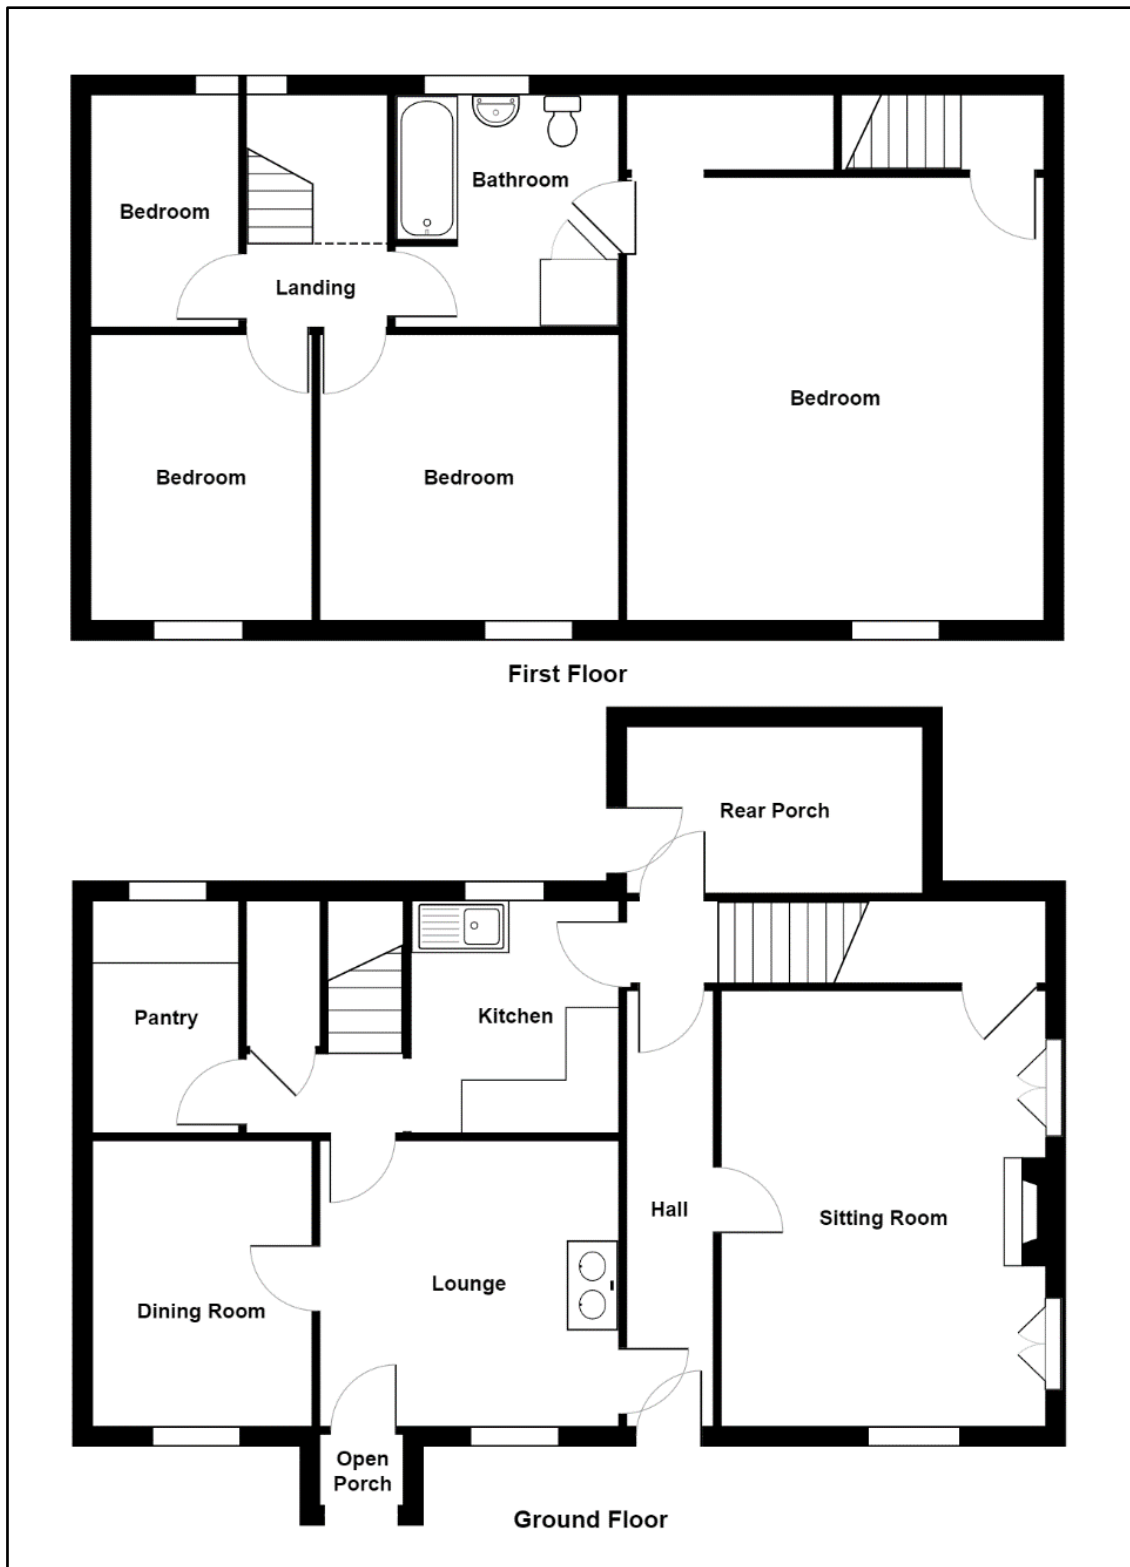 Bathroom
Bedroom
Landing
Bedroom
Bedroom
Bedroom
First Floor
Rear Porch
Pantry
Kitchen
Hall
Sitting Room
Lounge
Dining Room
Open
Porch
Ground Floor